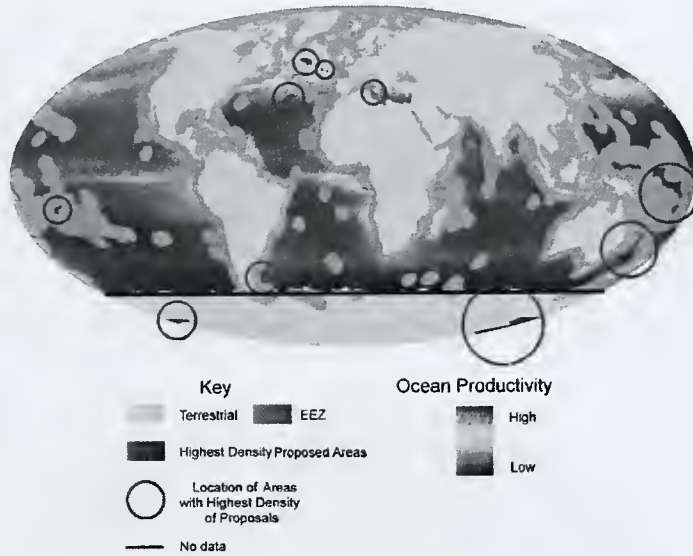 Key
Terrestrial
EEZ
Highest Density Proposed Areas
Location of Areas
with Highest Density
of Proposals
No data
Ocean Productivity
High
Low